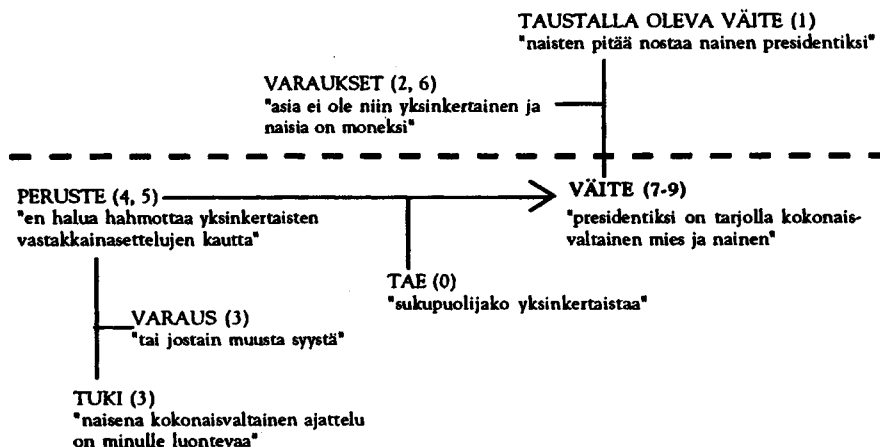 TAUSTALLA OLEVA VÄITE (1)
"naisten pitää nostaa nainen presidentiksi"
VARAUKSET (2, 6)
"asia ei ole niin yksinkertainen ja
naisia on moneksi"
PERUSTE (4, 5)
"en halua hahmottaa yksinkertaisten
vastakkainasettelujen kautta"
VÄITE (7-9)
"presidentiksi on tarjolla kokonais-
valtainen mies ja nainen"
TAE (0)
"sukupuolijako yksinkertaistaa"
VARAUS (3)
"tai jostain muusta syystä"
TUKI (3)
"naisena kokonaisvaltainen ajattelu
on minulle luontevaa"